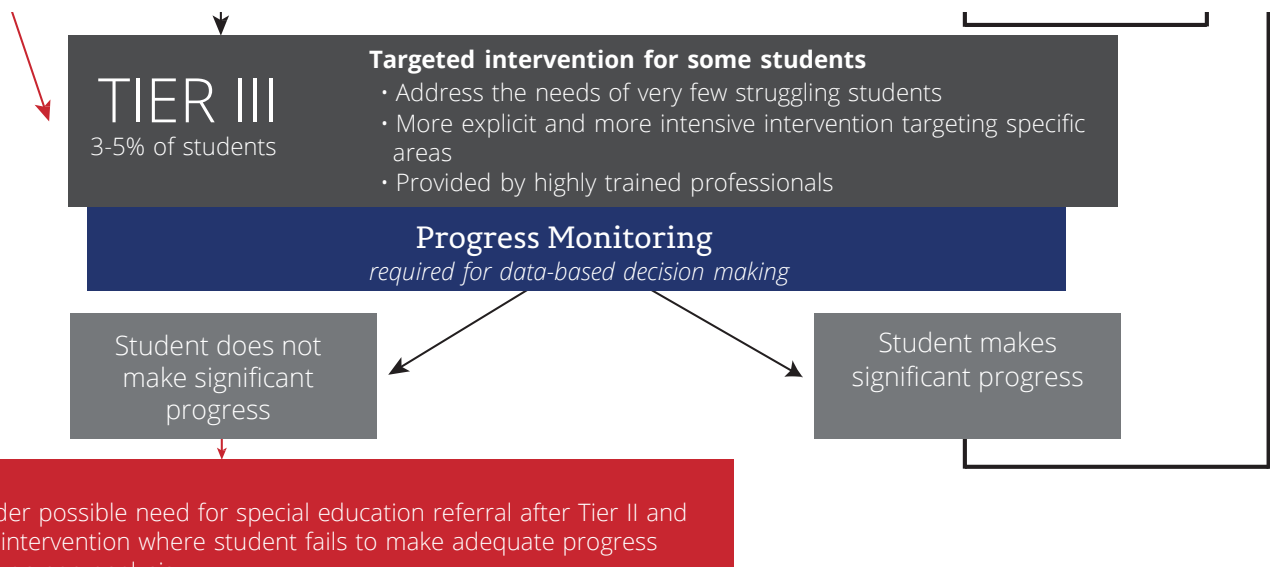 TIER III
3-5% of students
Targeted intervention for some students
· Address the needs of very few struggling students
· More explicit and more intensive intervention targeting specific
areas
· Provided by highly trained professionals
Progress Monitoring
required for data-based decision making
Student does not
make significant
progress
Student makes
significant progress
possible need for special education referral after Tier II and
intervention where student fails to make adequate progress